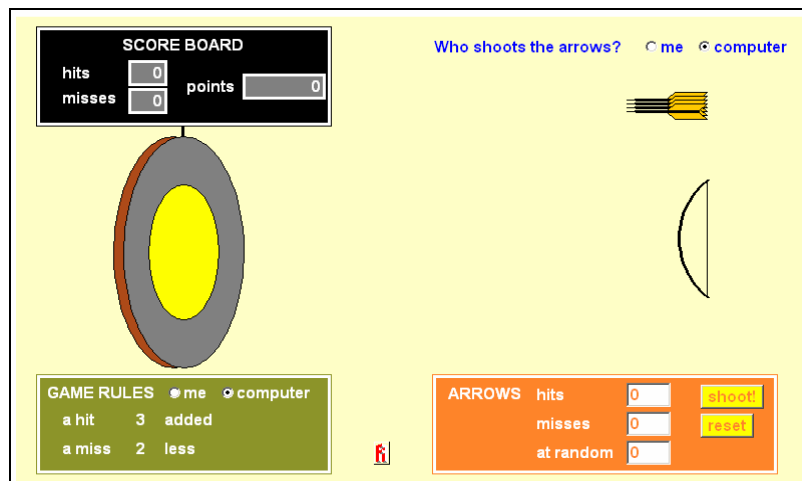 SCORE BOARD
hits 0
misses 0
points 0
Who shoots the arrows? me computer
GAME RULES me computer
a hit 3 added
a miss 2 less
ARROWS hits 0 shoot!
misses 0 reset
at random 0